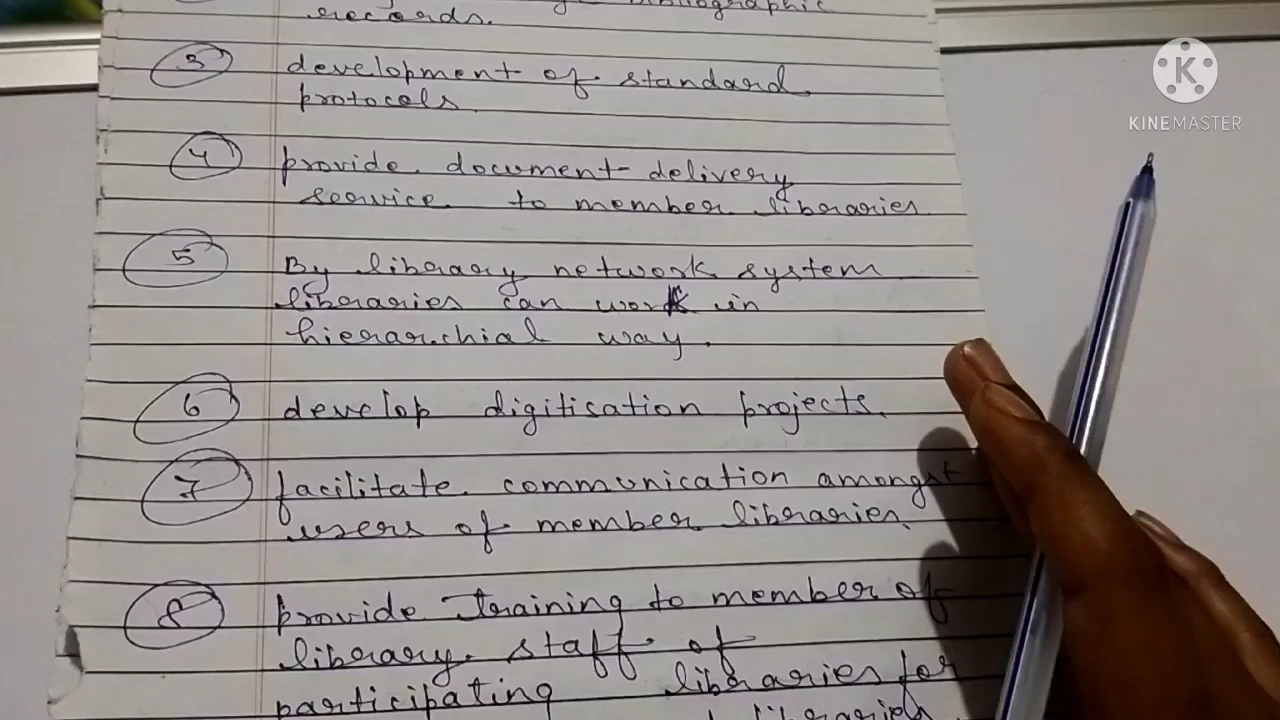 bibliographic
records.
3 development of standard
protocols.
4 provide document delivery
service to member libraries.
5 By library network system
libraries can work in
hierarchial way.
6 develop digitisation projects.
7 facilitate communication amongst
users of member libraries.
8 provide training to member of
library staff of
participating libraries for
libraries
K
KINEMASTER